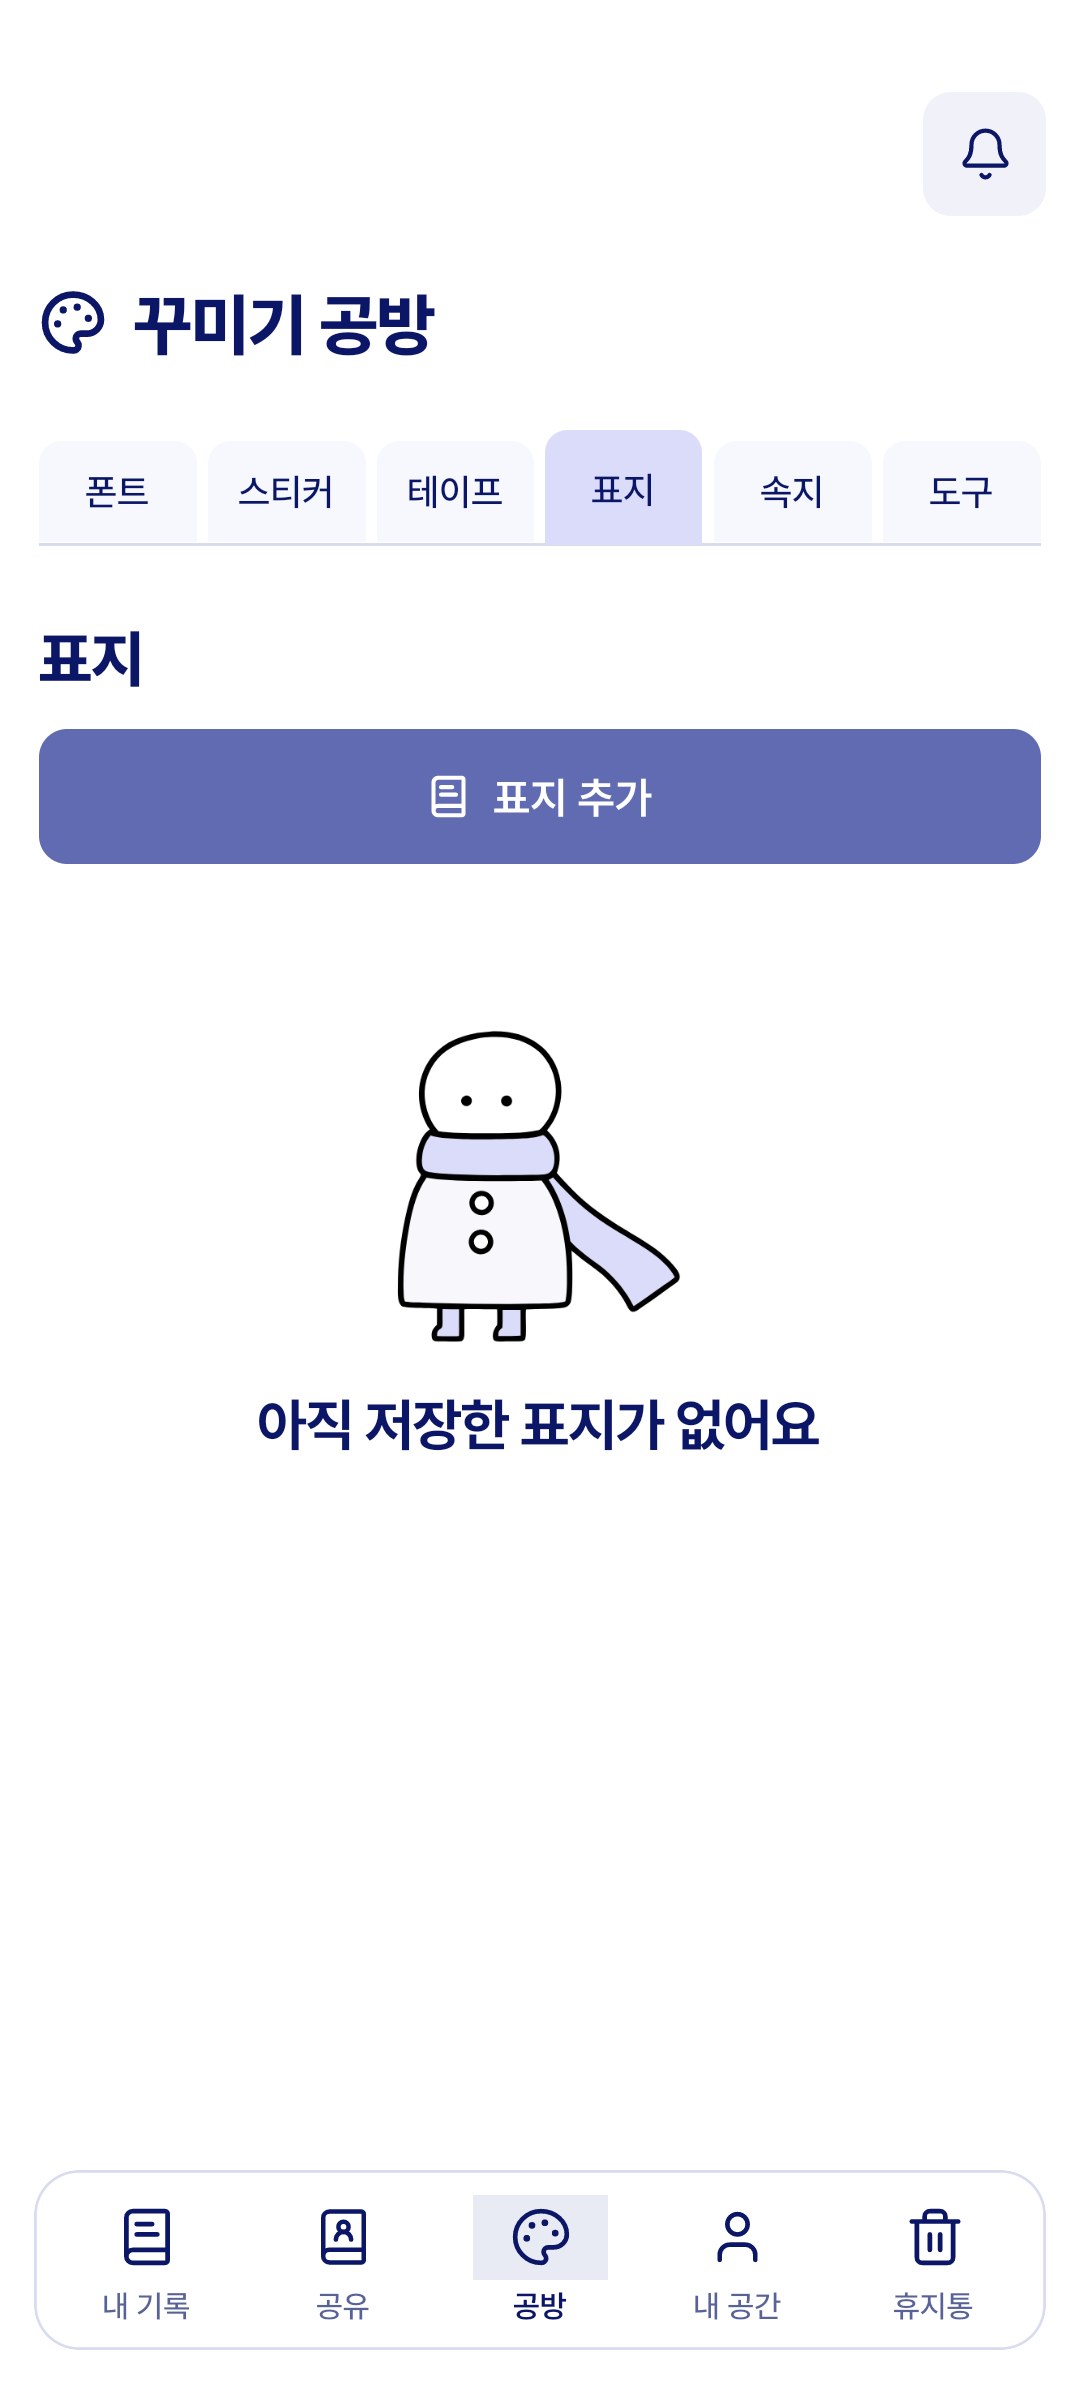 꾸미기 공방
폰트 스티커 테이프 표지 속지 도구
표지
표지 추가
아직 저장한 표지가 없어요
내 기록 공유 공방 내 공간 휴지통